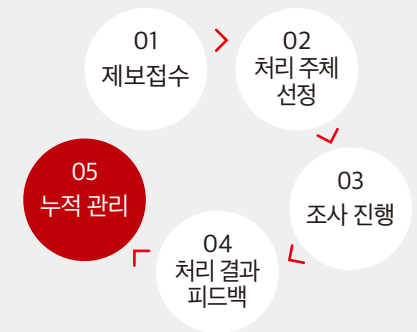 01
제보접수
02
처리 주체
선정
03
조사 진행
04
처리 결과
피드백
05
누적 관리